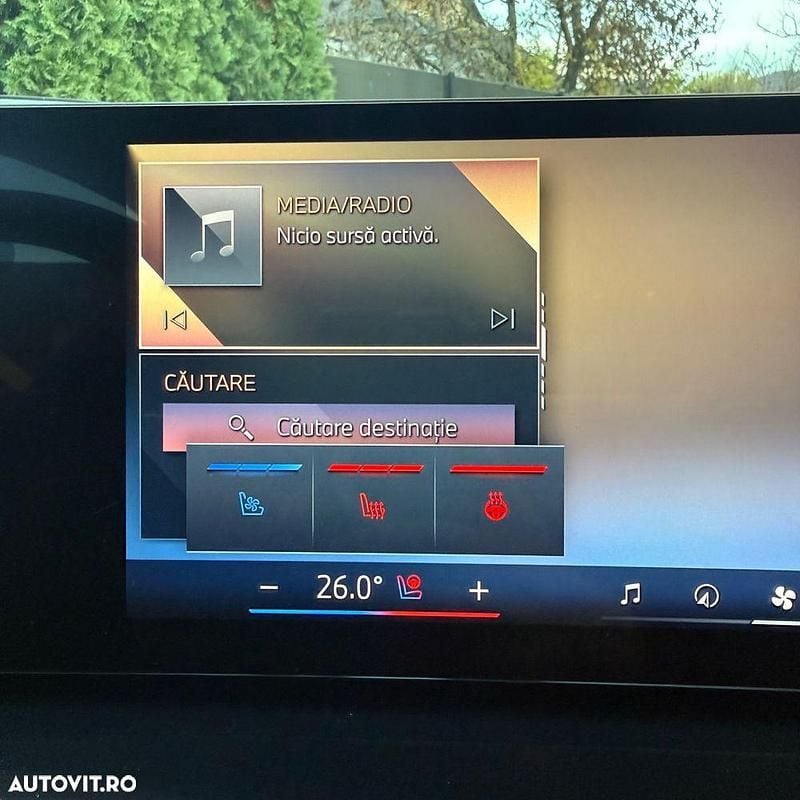 MEDIA/RADIO
Nicio sursă activă.
CĂUTARE
Căutare destinație
26.0°
AUTOVIT.RO